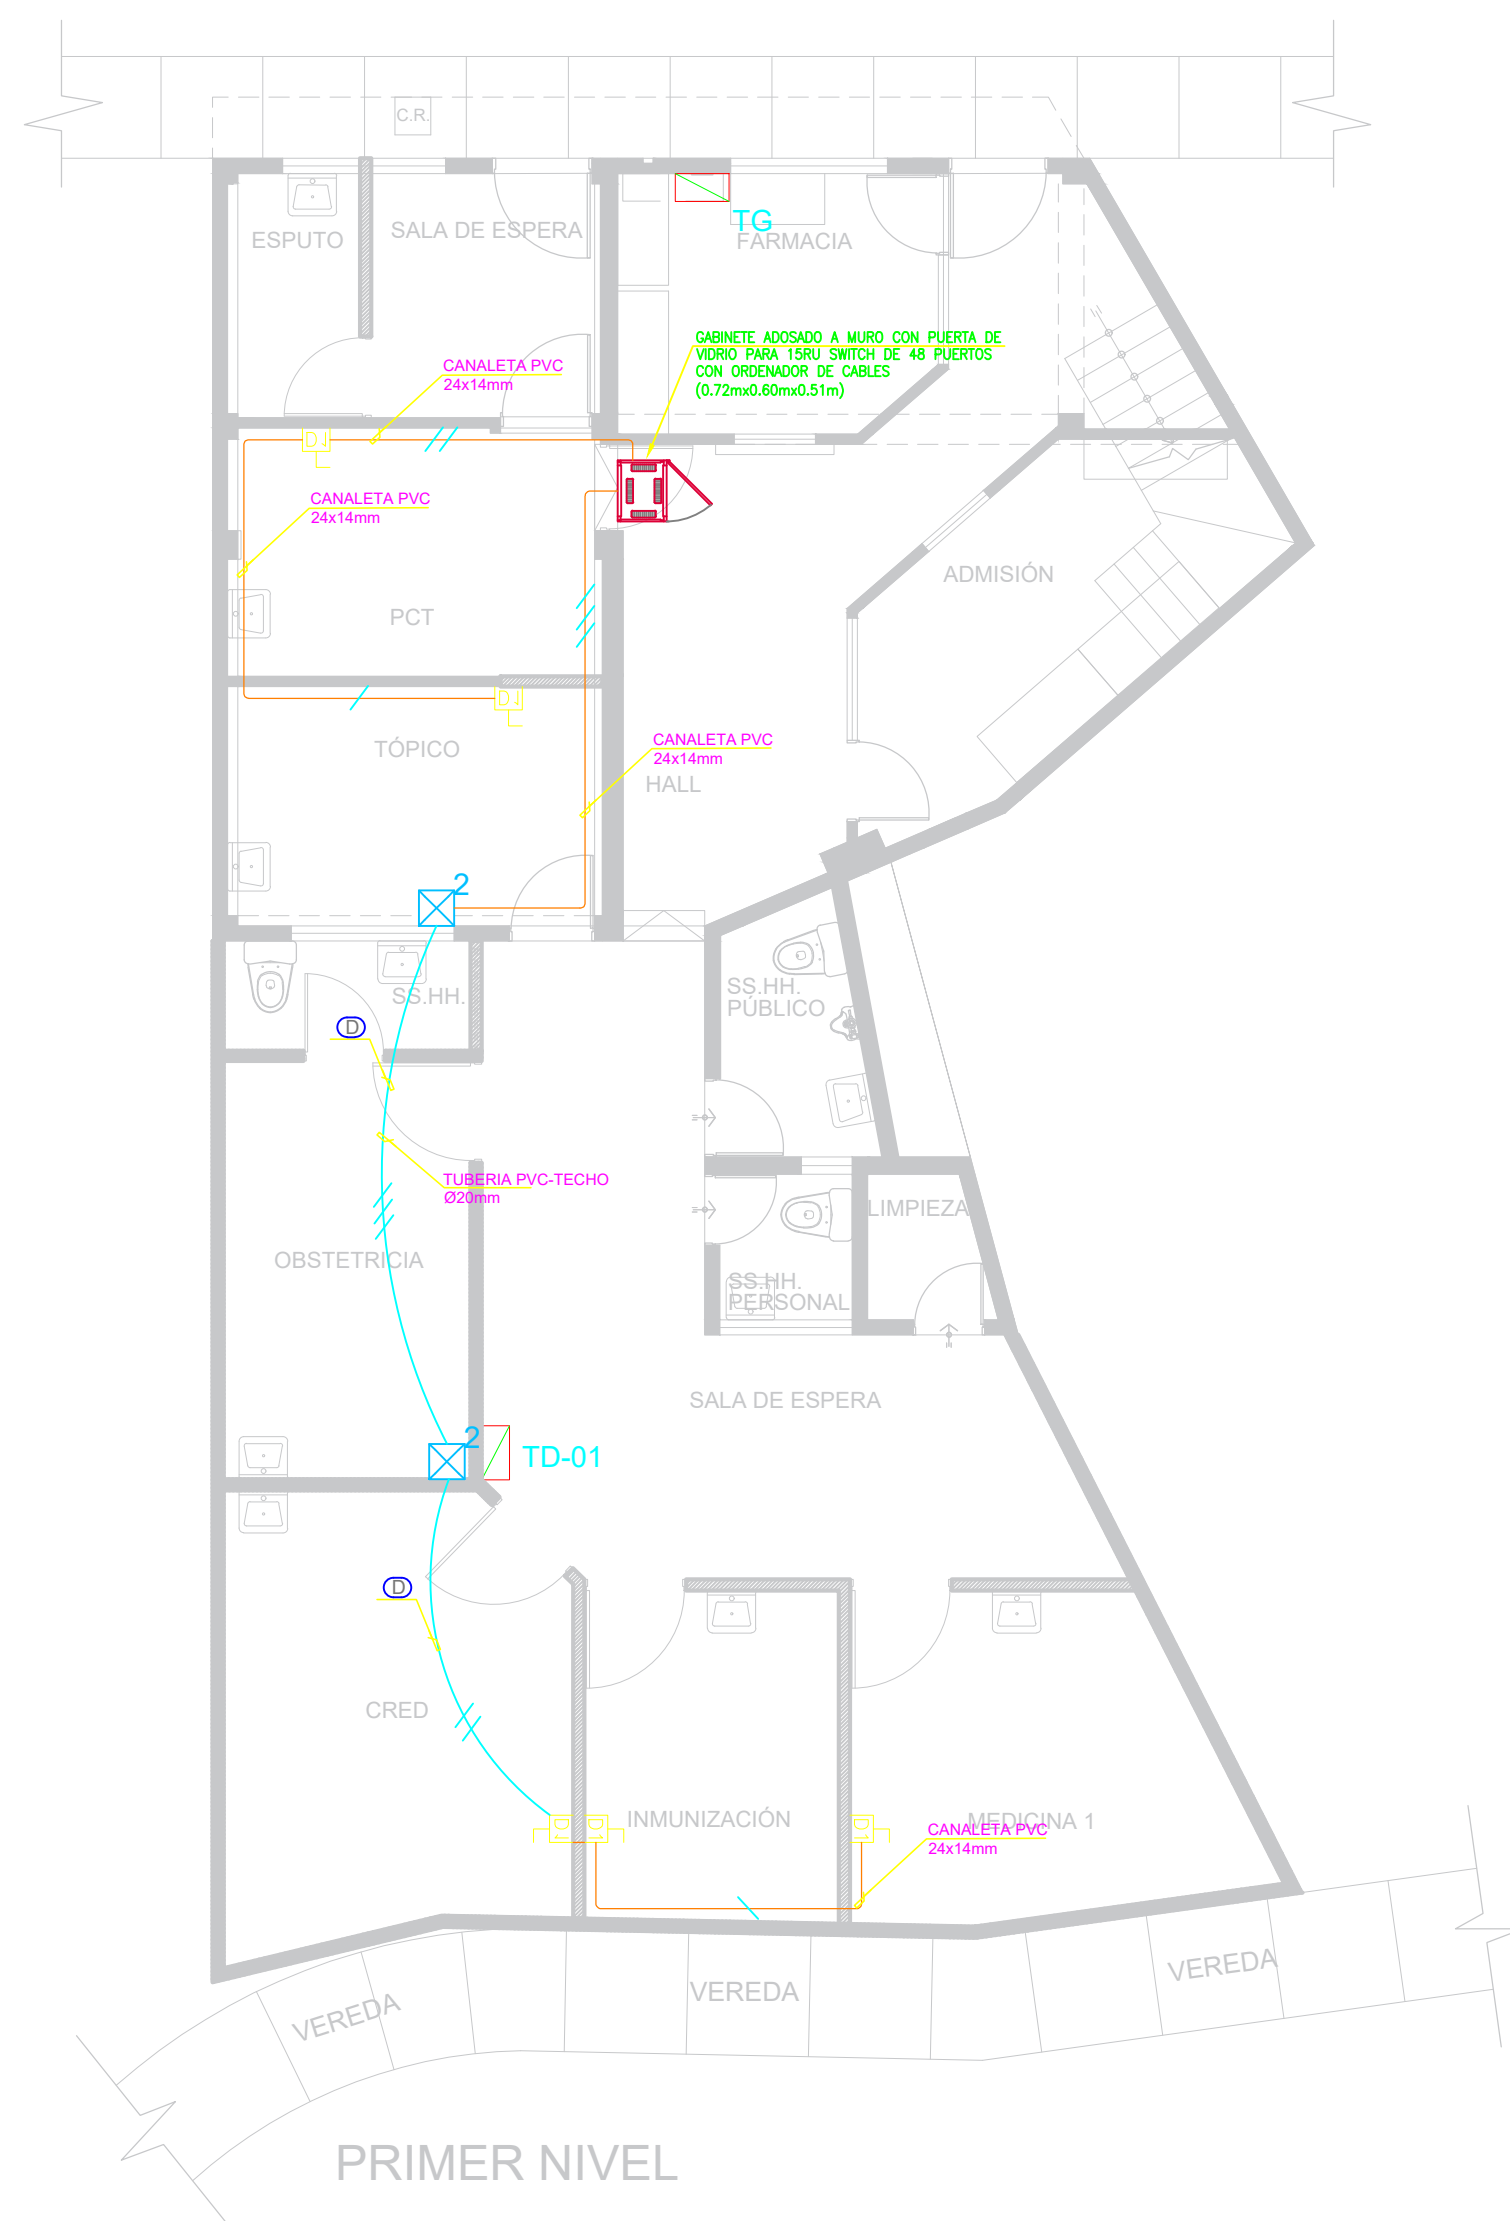 C.R.
TG
ESPUTO
SALA DE ESPERA
FARMACIA
GABINETE ADOSADO A MURO CON PUERTA DE
VIDRIO PARA 15RU SWITCH DE 48 PUERTOS
CON ORDENADOR DE CABLES
(0.72mx0.60mx0.51m)
CANALETA PVC
24x14mm
CANALETA PVC
24x14mm
ADMISIÓN
PCT
TÓPICO
CANALETA PVC
24x14mm
HALL
2
SS.HH.
SS.HH.
PÚBLICO
D
TUBERIA PVC-TECHO
Ø20mm
LIMPIEZA
OBSTETRICIA
SS.HH.
PERSONAL
SALA DE ESPERA
2
TD-01
D
CRED
INMUNIZACIÓN
MEDICINA 1
CANALETA PVC
24x14mm
VEREDA
VEREDA
VEREDA
PRIMER NIVEL